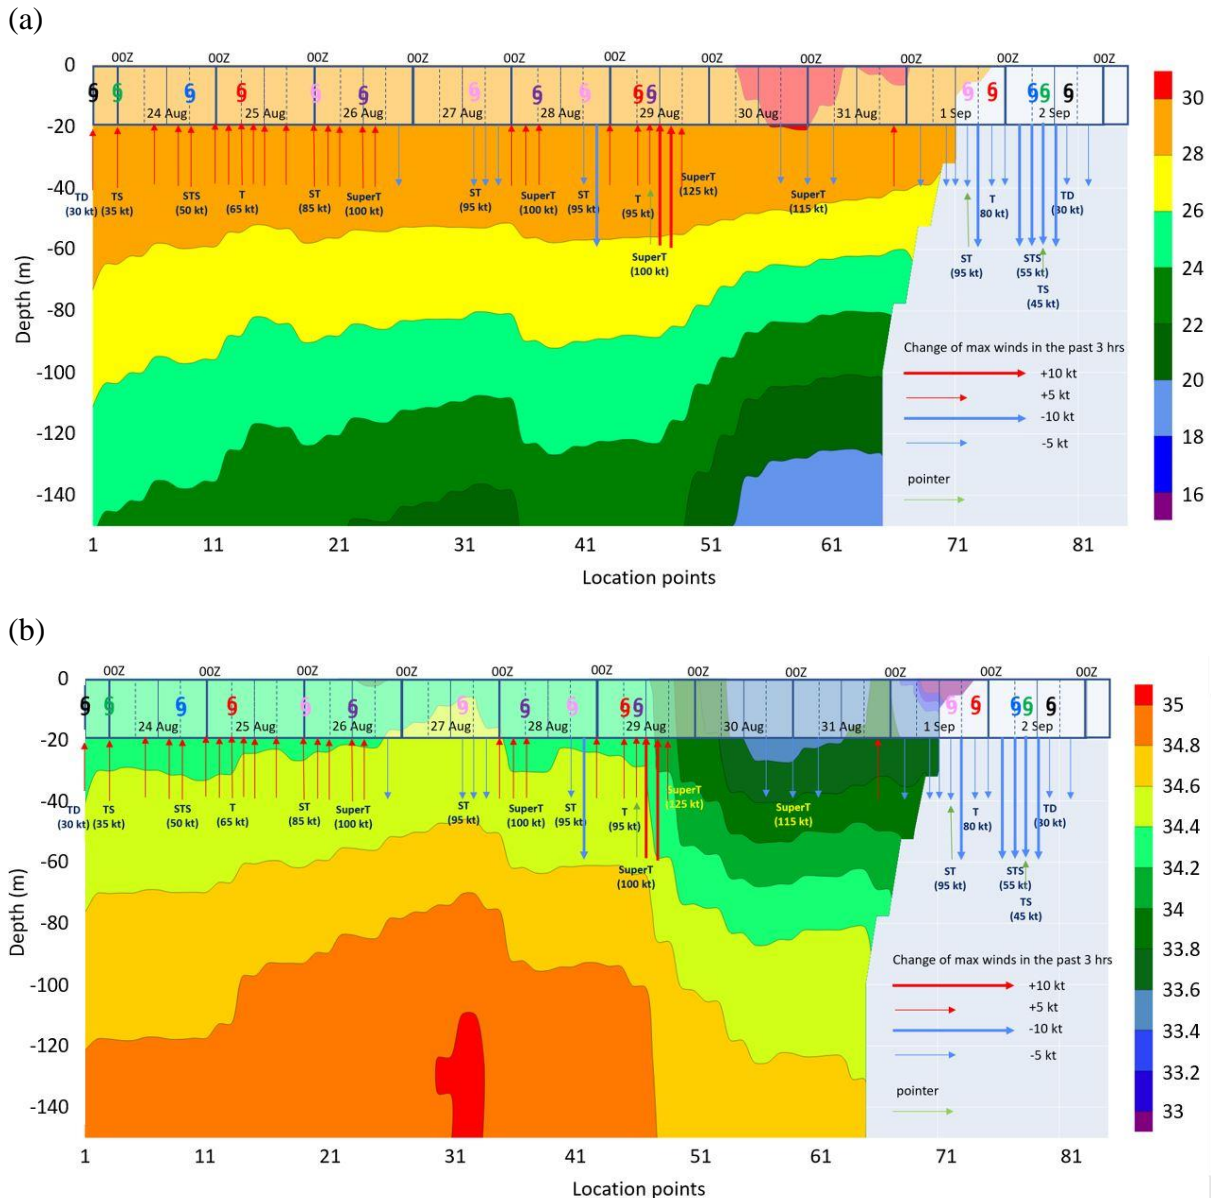 (a)
00Z 00Z 00Z 00Z 00Z 00Z 00Z 00Z 00Z 00Z 00Z
24 Aug 25 Aug 26 Aug 27 Aug 28 Aug 29 Aug 30 Aug 31 Aug 1 Sep 2 Sep
TD
(30 kt)
TS
(35 kt)
STS
(50 kt)
T
(65 kt)
ST
(85 kt)
SuperT
(100 kt)
ST
(95 kt)
SuperT
(100 kt)
ST
(95 kt)
T
(95 kt)
SuperT
(100 kt)
SuperT
(125 kt)
SuperT
(115 kt)
ST
(95 kt)
T
80 kt)
STS
(55 kt)
TS
(45 kt)
TD
(30 kt)
Change of max winds in the past 3 hrs
+10 kt
+5 kt
-10 kt
-5 kt
pointer
0
-20
-40
-60
-80
-100
-120
-140
Depth (m)
1 11 21 31 41 51 61 71 81
Location points
30
28
26
24
22
20
18
16
(b)
00Z 00Z 00Z 00Z 00Z 00Z 00Z 00Z 00Z 00Z 00Z
24 Aug 25 Aug 26 Aug 27 Aug 28 Aug 29 Aug 30 Aug 31 Aug 1 Sep 2 Sep
TD
(30 kt)
TS
(35 kt)
STS
(50 kt)
T
(65 kt)
ST
(85 kt)
SuperT
(100 kt)
ST
(95 kt)
SuperT
(100 kt)
ST
(95 kt)
T
(95 kt)
SuperT
(100 kt)
SuperT
(125 kt)
SuperT
(115 kt)
ST
(95 kt)
T
(80 kt)
STS
(55 kt)
TS
(45 kt)
TD
(30 kt)
Change of max winds in the past 3 hrs
+10 kt
+5 kt
-10 kt
-5 kt
pointer
0
-20
-40
-60
-80
-100
-120
-140
Depth (m)
1 11 21 31 41 51 61 71 81
Location points
35
34.8
34.6
34.4
34.2
34
33.8
33.6
33.4
33.2
33